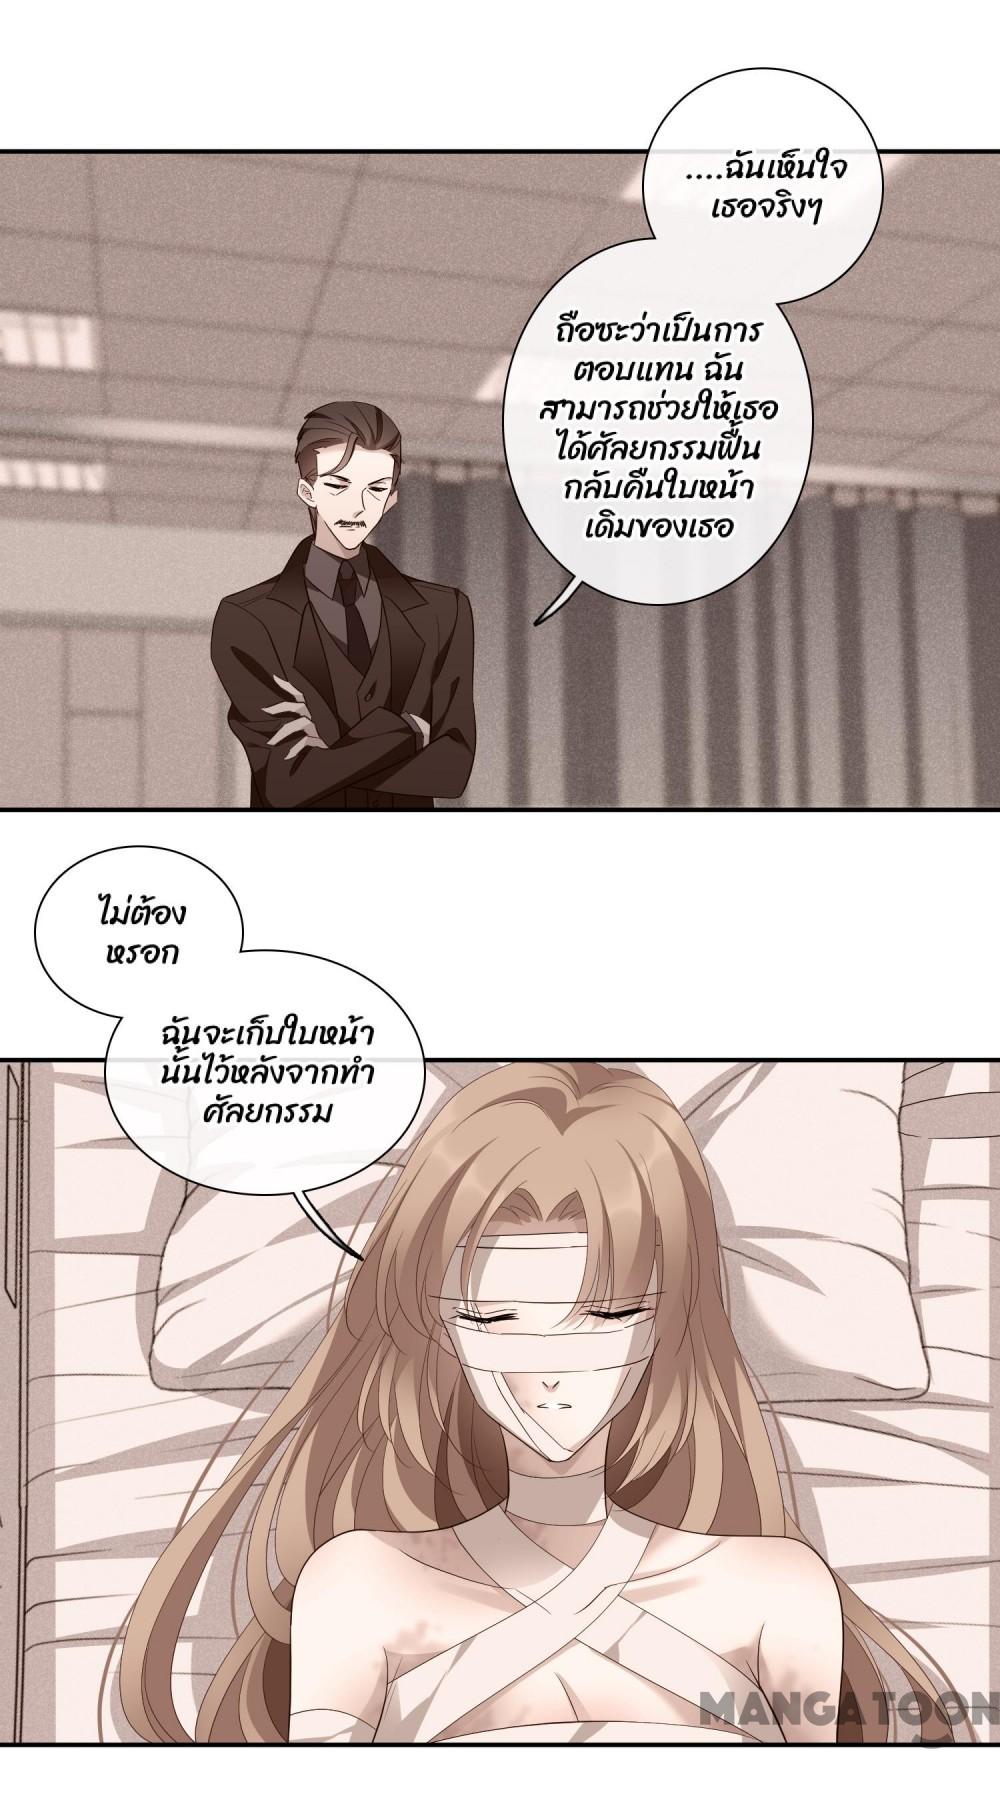 ....ฉันเห็นใจ
เธอจริงๆ
ถือซะว่าเป็นการ
ตอบแทน ฉัน
สามารถช่วยให้เธอ
ได้ศัลยกรรมฟื้น
กลับคืนใบหน้า
เดิมของเธอ
ไม่ต้อง
หรอก
ฉันจะเก็บใบหน้า
นั้นไว้หลังจากทำ
ศัลยกรรม
MANGATOON